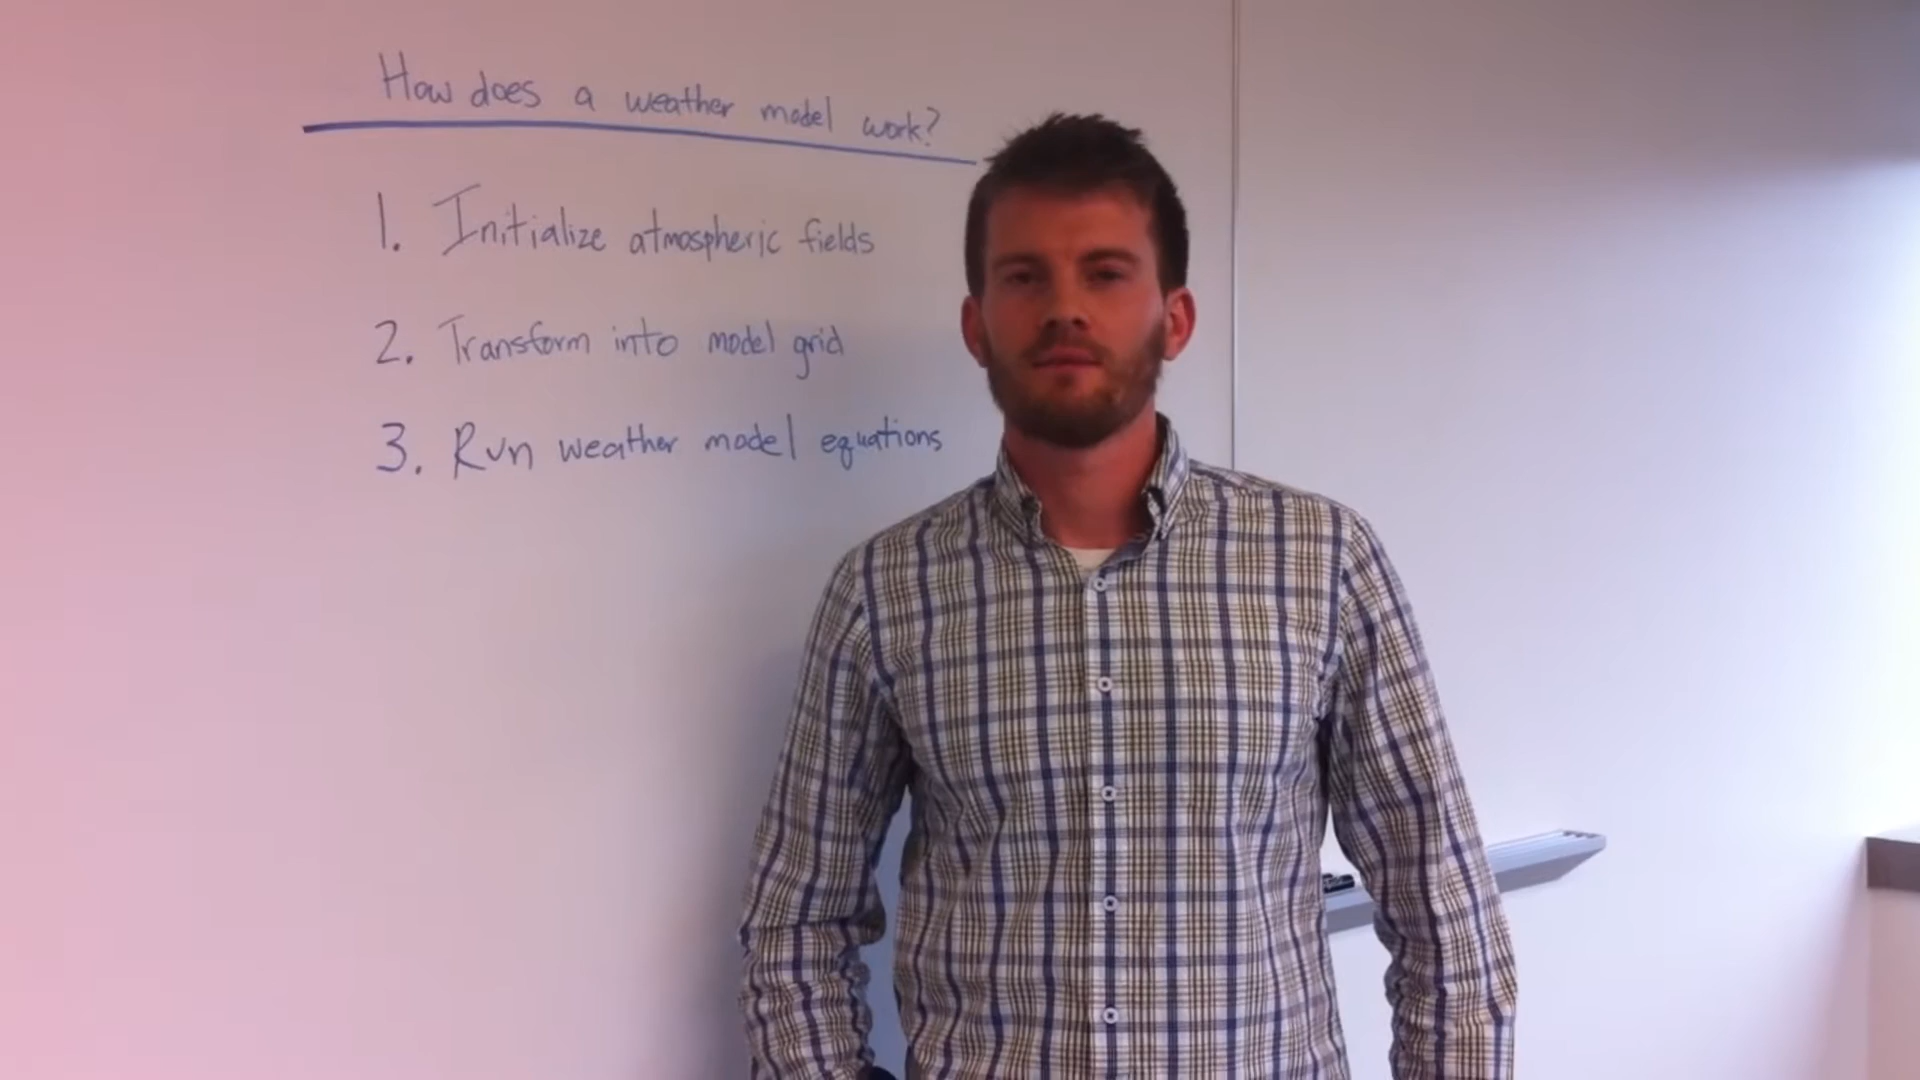 How does a weather model work?
1. Initialize atmospheric fields
2. Transform into model grid
3. Run weather model equations